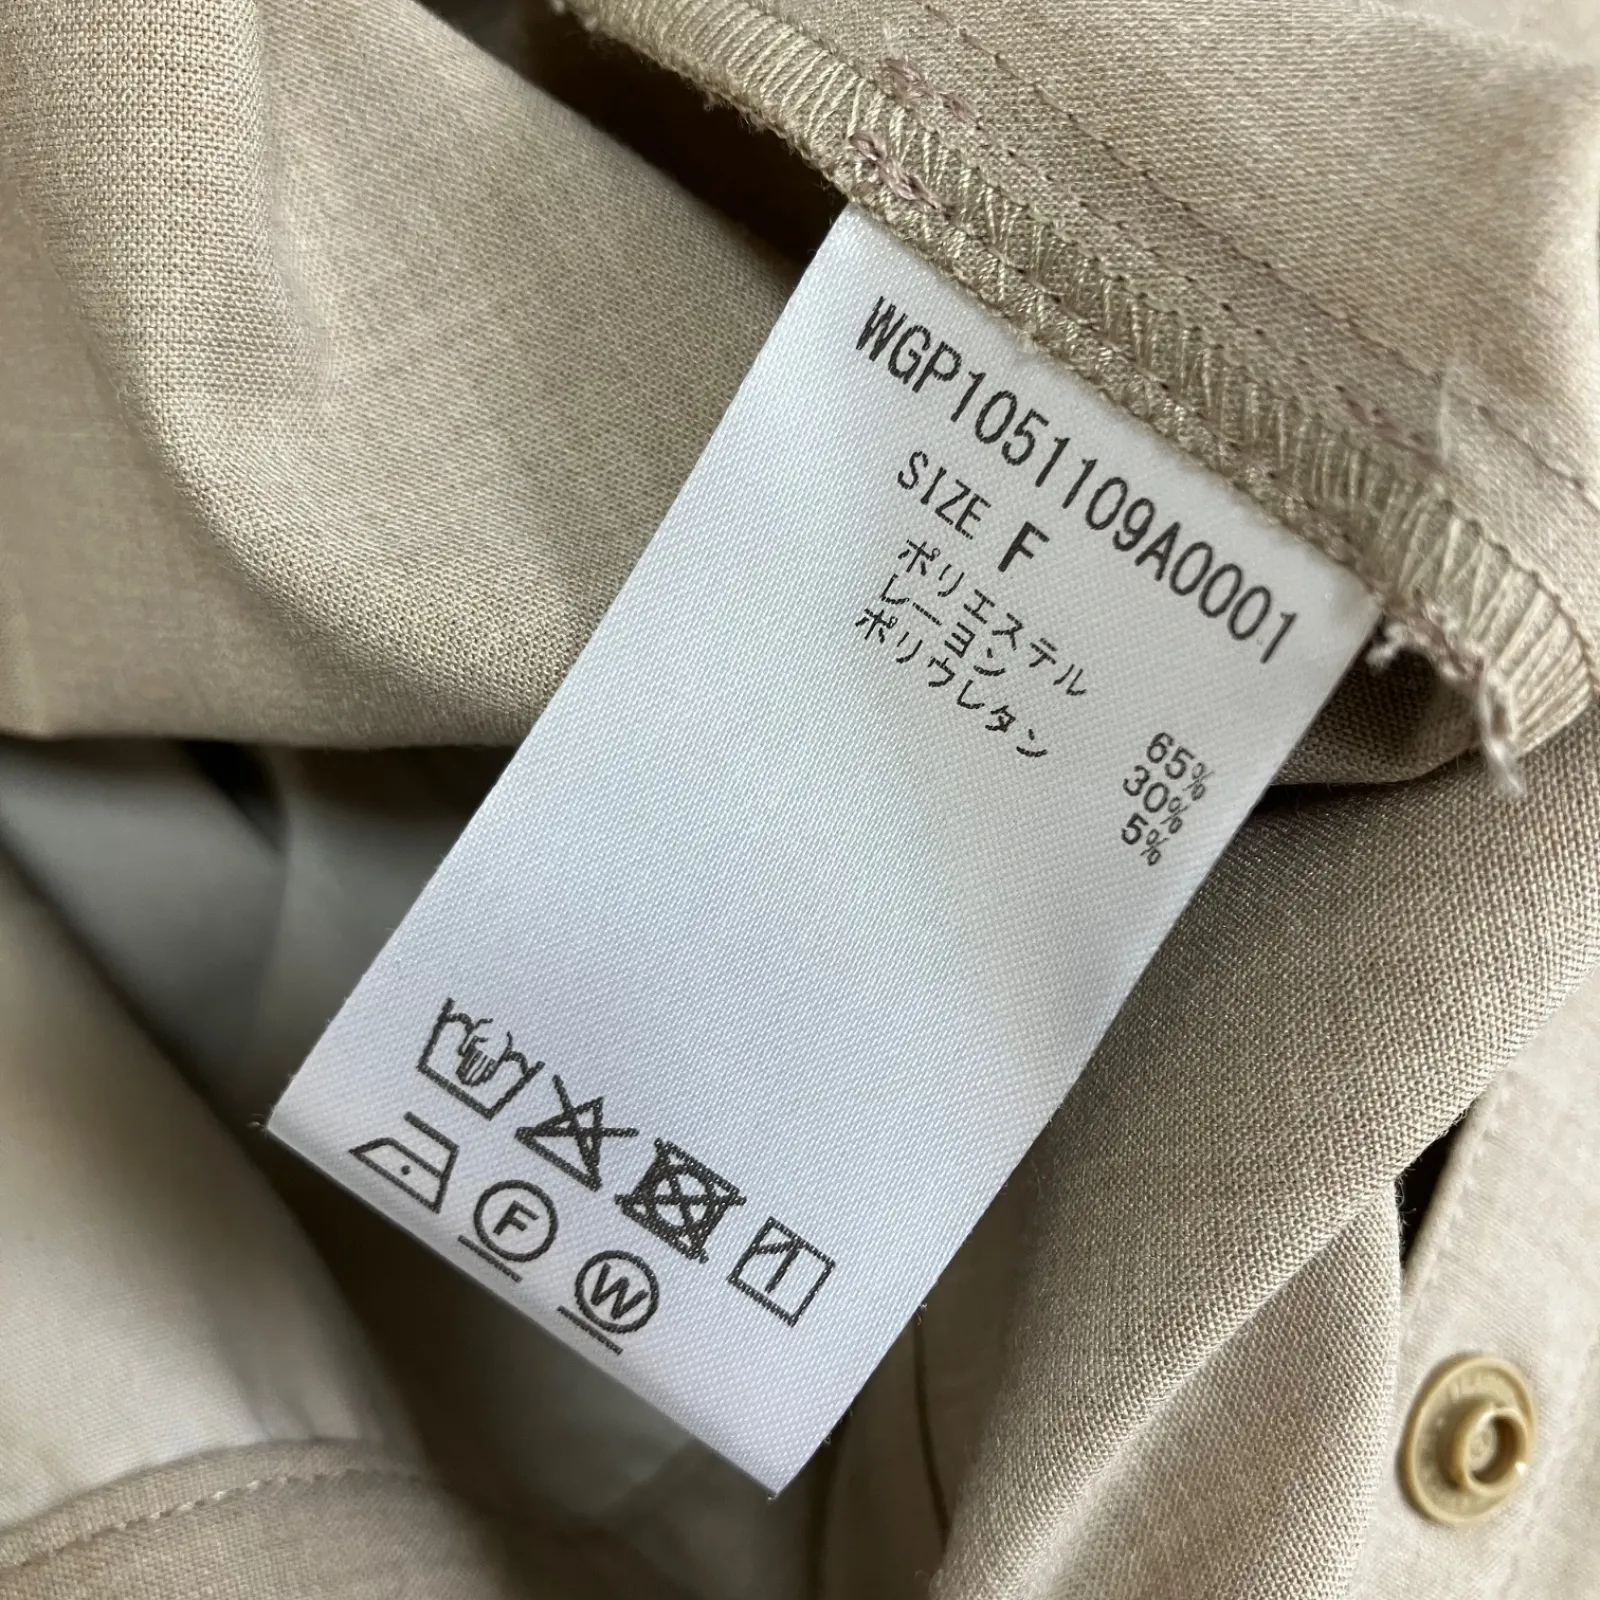 WGP1051109A0001
SIZE F
ポリエステル 65%
レーヨン 30%
ポリウレタン 5%
F
W